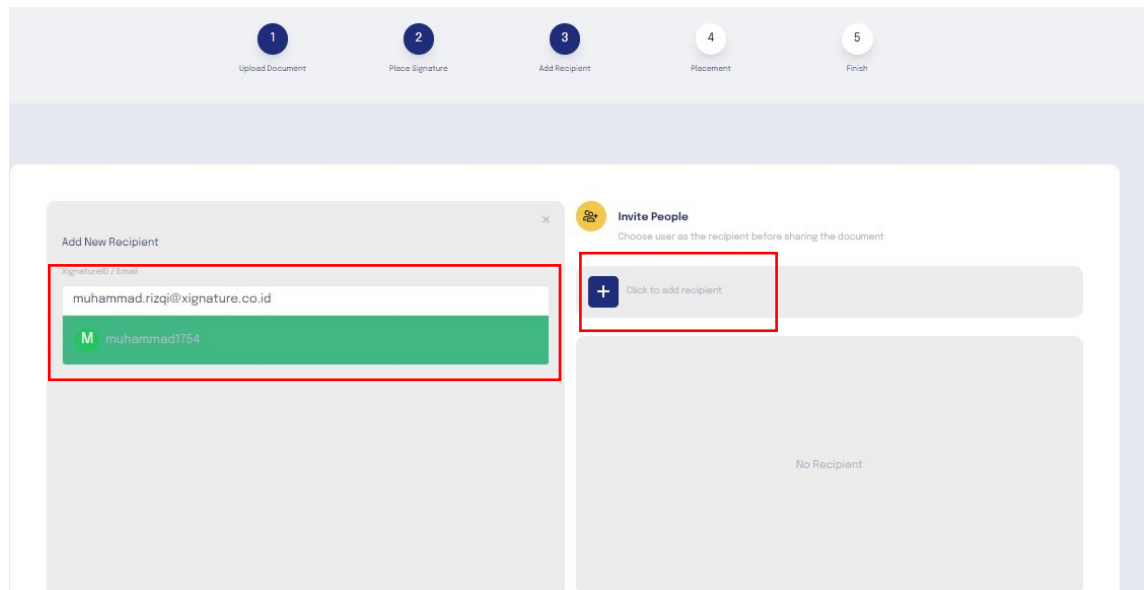 1
2
3
4
5
Upload Document
Place Signature
Add Recipient
Placement
Finish
×
Add New Recipient
XignatureID / Email
muhammad.rizqi@xignature.co.id
M muhammad1754
Invite People
Choose user as the recipient before sharing the document
+ Click to add recipient
No Recipient